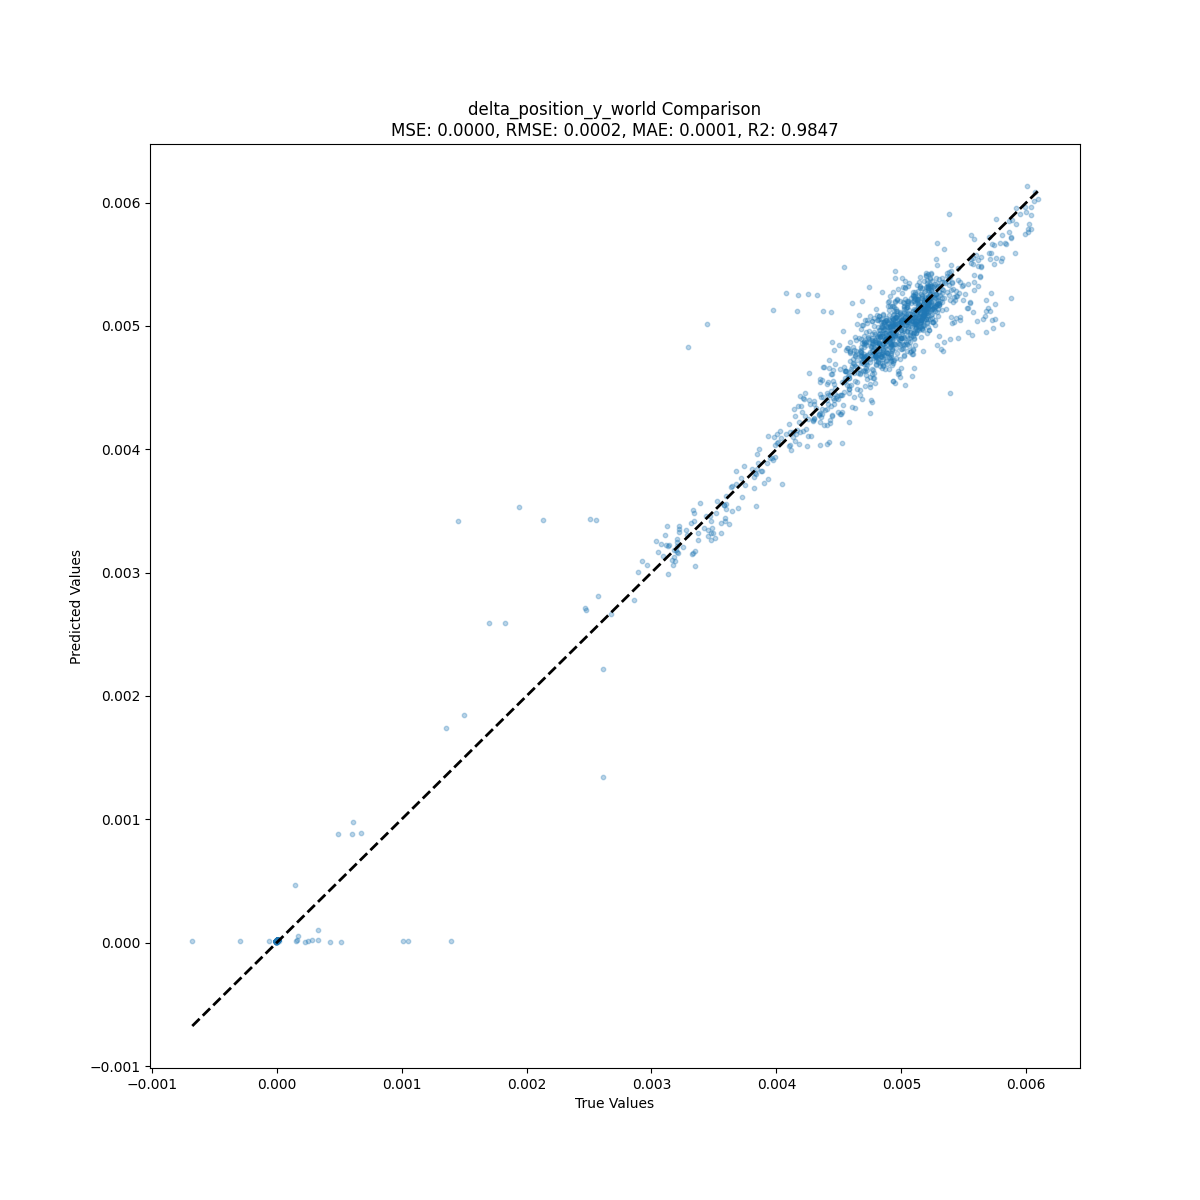 delta_position_y_world Comparison
MSE: 0.0000, RMSE: 0.0002, MAE: 0.0001, R2: 0.9847
0.006
0.005
0.004
0.003
0.002
0.001
0.000
−0.001
Predicted Values
−0.001 0.000 0.001 0.002 0.003 0.004 0.005 0.006
True Values